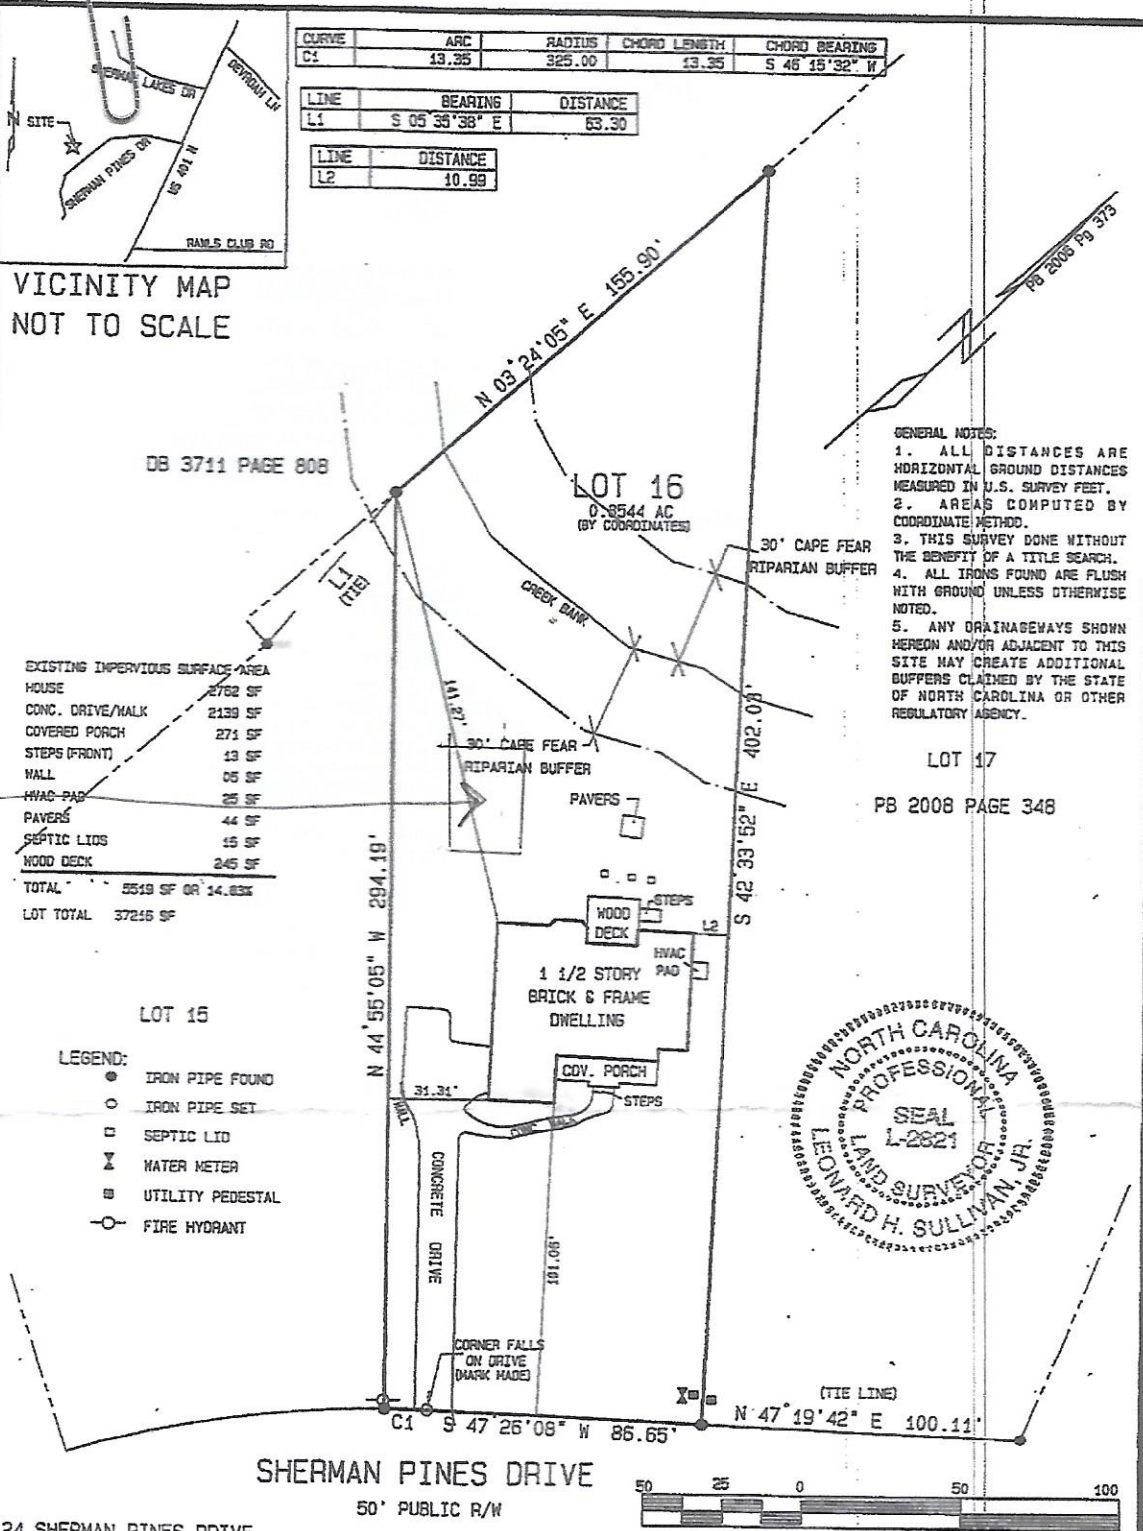 CURVE ARC RADIUS CHORD LENGTH CHORD BEARING
C1 13.35 325.00 13.35 S 46°15'32" W
LINE BEARING DISTANCE
L1 S 05°35'38" E 63.30
LINE DISTANCE
L2 10.99
N
SITE
LAKES DR
DEVROAH LN
SHERMAN PINES DR
US 401 N
RAWLS CLUB RD
VICINITY MAP
NOT TO SCALE
N 03°24'05" E 155.90'
PB 2008 Pg 373
N
DB 3711 PAGE 808
LOT 16
0.8544 AC
(BY COORDINATES)
L1
(TIE)
30' CAPE FEAR
RIPARIAN BUFFER
CREEK BANK
GENERAL NOTES:
1. ALL DISTANCES ARE
HORIZONTAL GROUND DISTANCES
MEASURED IN U.S. SURVEY FEET.
2. AREAS COMPUTED BY
COORDINATE METHOD.
3. THIS SURVEY DONE WITHOUT
THE BENEFIT OF A TITLE SEARCH.
4. ALL IRONS FOUND ARE FLUSH
WITH GROUND UNLESS OTHERWISE
NOTED.
5. ANY DRAINAGEWAYS SHOWN
HEREON AND/OR ADJACENT TO THIS
SITE MAY CREATE ADDITIONAL
BUFFERS CLAIMED BY THE STATE
OF NORTH CAROLINA OR OTHER
REGULATORY AGENCY.
LOT 17
PB 2008 PAGE 348
EXISTING IMPERVIOUS SURFACE AREA
HOUSE 2762 SF
CONC. DRIVE/WALK 2139 SF
COVERED PORCH 271 SF
STEPS (FRONT) 13 SF
WALL 05 SF
HVAC PAD 25 SF
PAVERS 44 SF
SEPTIC LIDS 15 SF
WOOD DECK 245 SF
TOTAL 5519 SF OR 14.83%
LOT TOTAL 37216 SF
141.27'
30' CAPE FEAR
RIPARIAN BUFFER
PAVERS
S 42°33'52" E 402.03'
N 44°55'05" W 294.19'
WOOD
DECK
STEPS
L2
HVAC
PAD
1 1/2 STORY
BRICK & FRAME
DWELLING
COV. PORCH
STEPS
LOT 15
LEGEND:
IRON PIPE FOUND
IRON PIPE SET
SEPTIC LID
WATER METER
UTILITY PEDESTAL
FIRE HYDRANT
31.31'
WALL
CONC WALK
CONCRETE DRIVE
101.06'
NORTH CAROLINA
PROFESSIONAL
SEAL
L-2821
LAND SURVEYOR
LEONARD H. SULLIVAN, JR.
CORNER FALLS
ON DRIVE
(MARK MADE)
(TIE LINE)
C1 S 47°26'08" W 86.65' N 47°19'42" E 100.11'
SHERMAN PINES DRIVE
50' PUBLIC R/W
50 25 0 50 100
24 SHERMAN PINES DRIVE